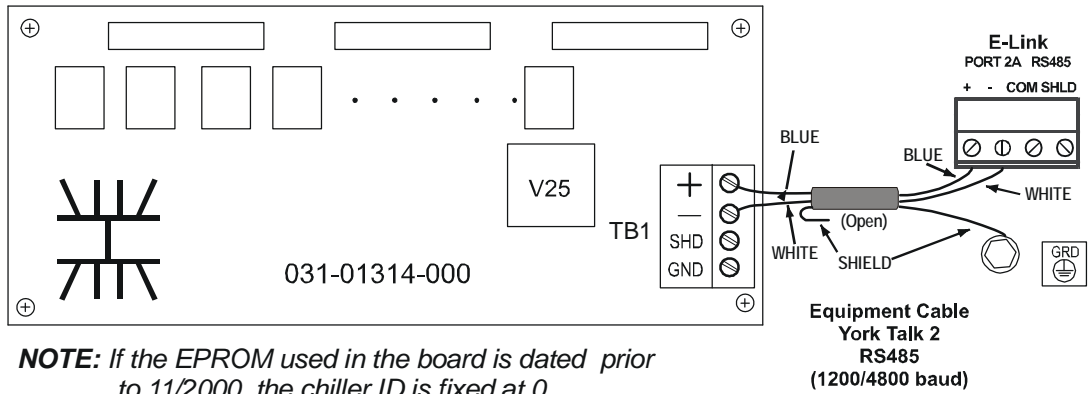 E-Link
PORT 2A RS485
+ - COM SHLD
BLUE
BLUE
WHITE
V25
+
—
TB1
SHD
GND
(Open)
WHITE
SHIELD
GRD
031-01314-000
Equipment Cable
York Talk 2
RS485
(1200/4800 baud)
NOTE: If the EPROM used in the board is dated prior
to 11/2000, the chiller ID is fixed at 0